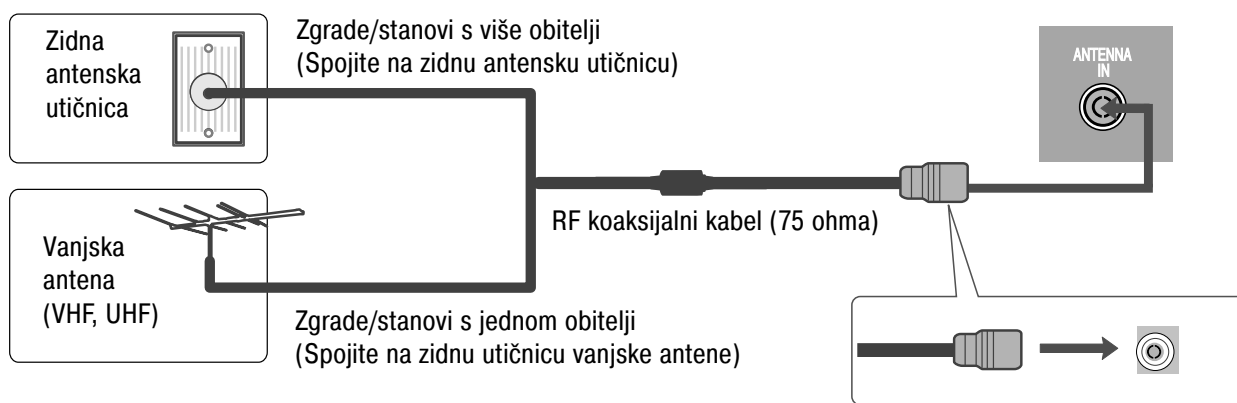 Zidna
antenska
utičnica
Zgrade/stanovi s više obitelji
(Spojite na zidnu antensku utičnicu)
ANTENNA
IN
RF koaksijalni kabel (75 ohma)
Vanjska
antena
(VHF, UHF)
Zgrade/stanovi s jednom obitelji
(Spojite na zidnu utičnicu vanjske antene)